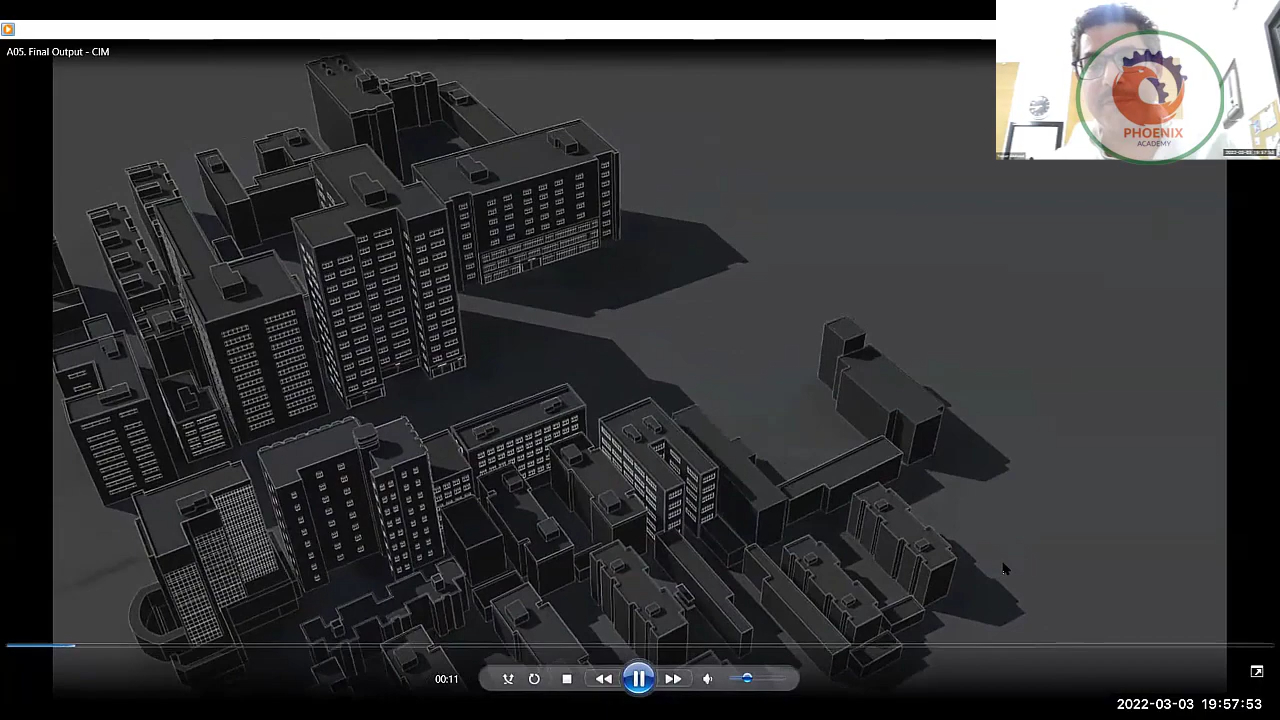 A05. Final Output - CIM
PHOENIX
ACADEMY
00:11
2022-03-03 19:57:53